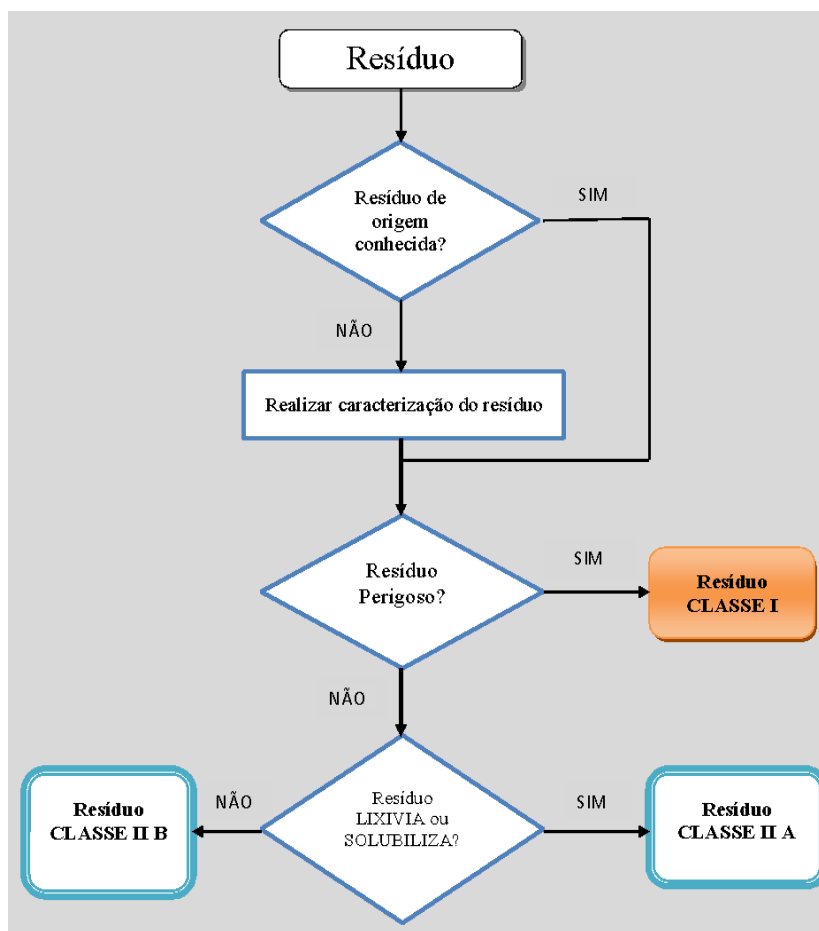 Resíduo
Resíduo de
origem
conhecida?
SIM
NÃO
Realizar caracterização do resíduo
Resíduo
Perigoso?
SIM
Resíduo
CLASSE I
NÃO
Resíduo
CLASSE II B
NÃO
Resíduo
LIXIVIA ou
SOLUBILIZA?
SIM
Resíduo
CLASSE II A